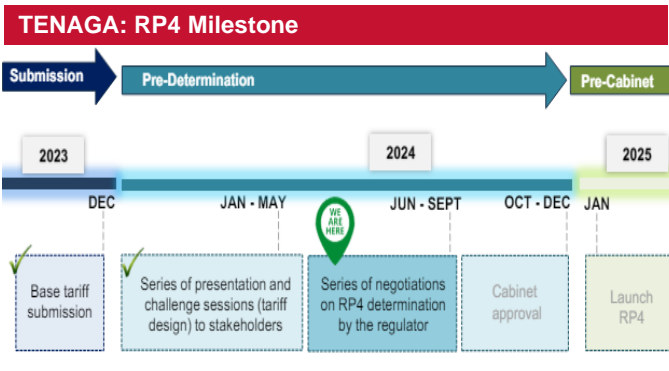 TENAGA: RP4 Milestone
Submission
Pre-Determination
Pre-Cabinet
2023
2024
2025
DEC
JAN - MAY
WE
ARE
HERE
JUN - SEPT
OCT - DEC
JAN
Base tariff
submission
Series of presentation and
challenge sessions (tariff
design) to stakeholders
Series of negotiations
on RP4 determination
by the regulator
Cabinet
approval
Launch
RP4